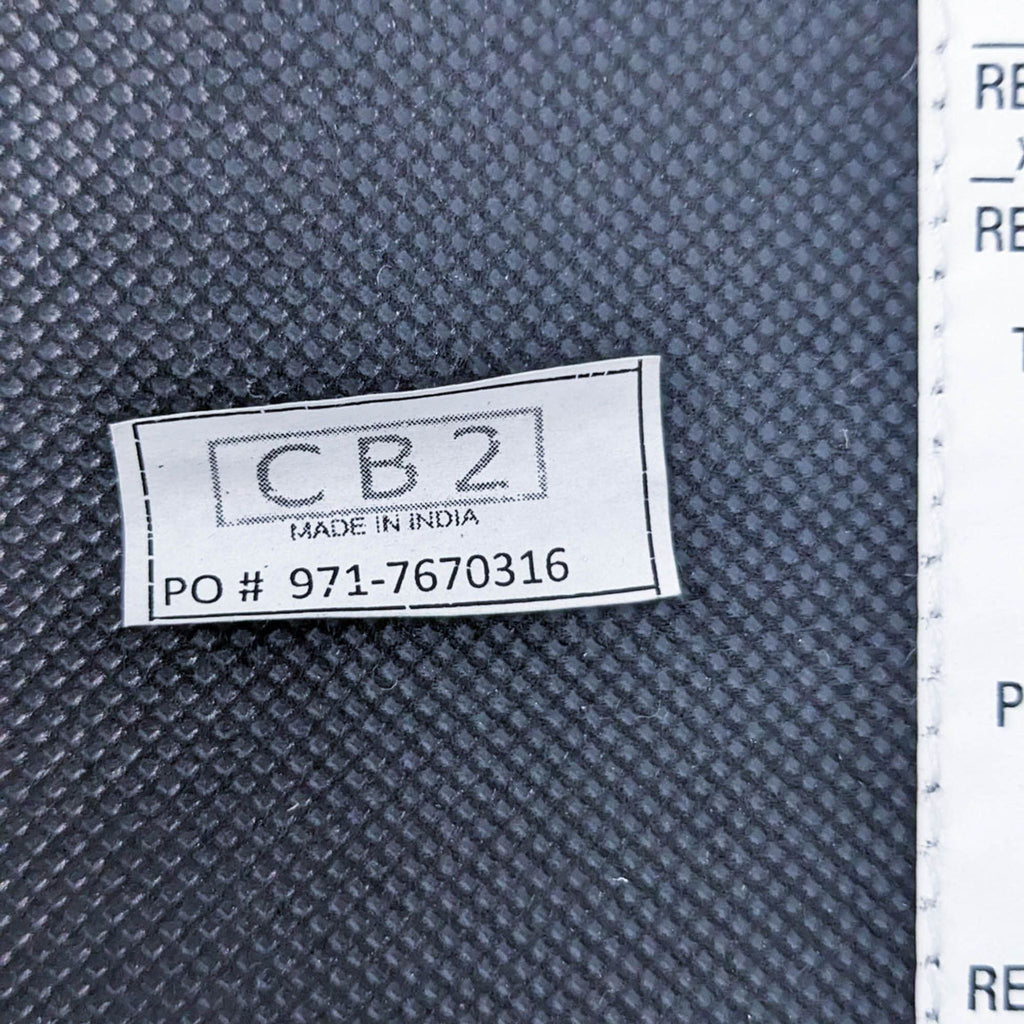 CB2
MADE IN INDIA
PO # 971-7670316